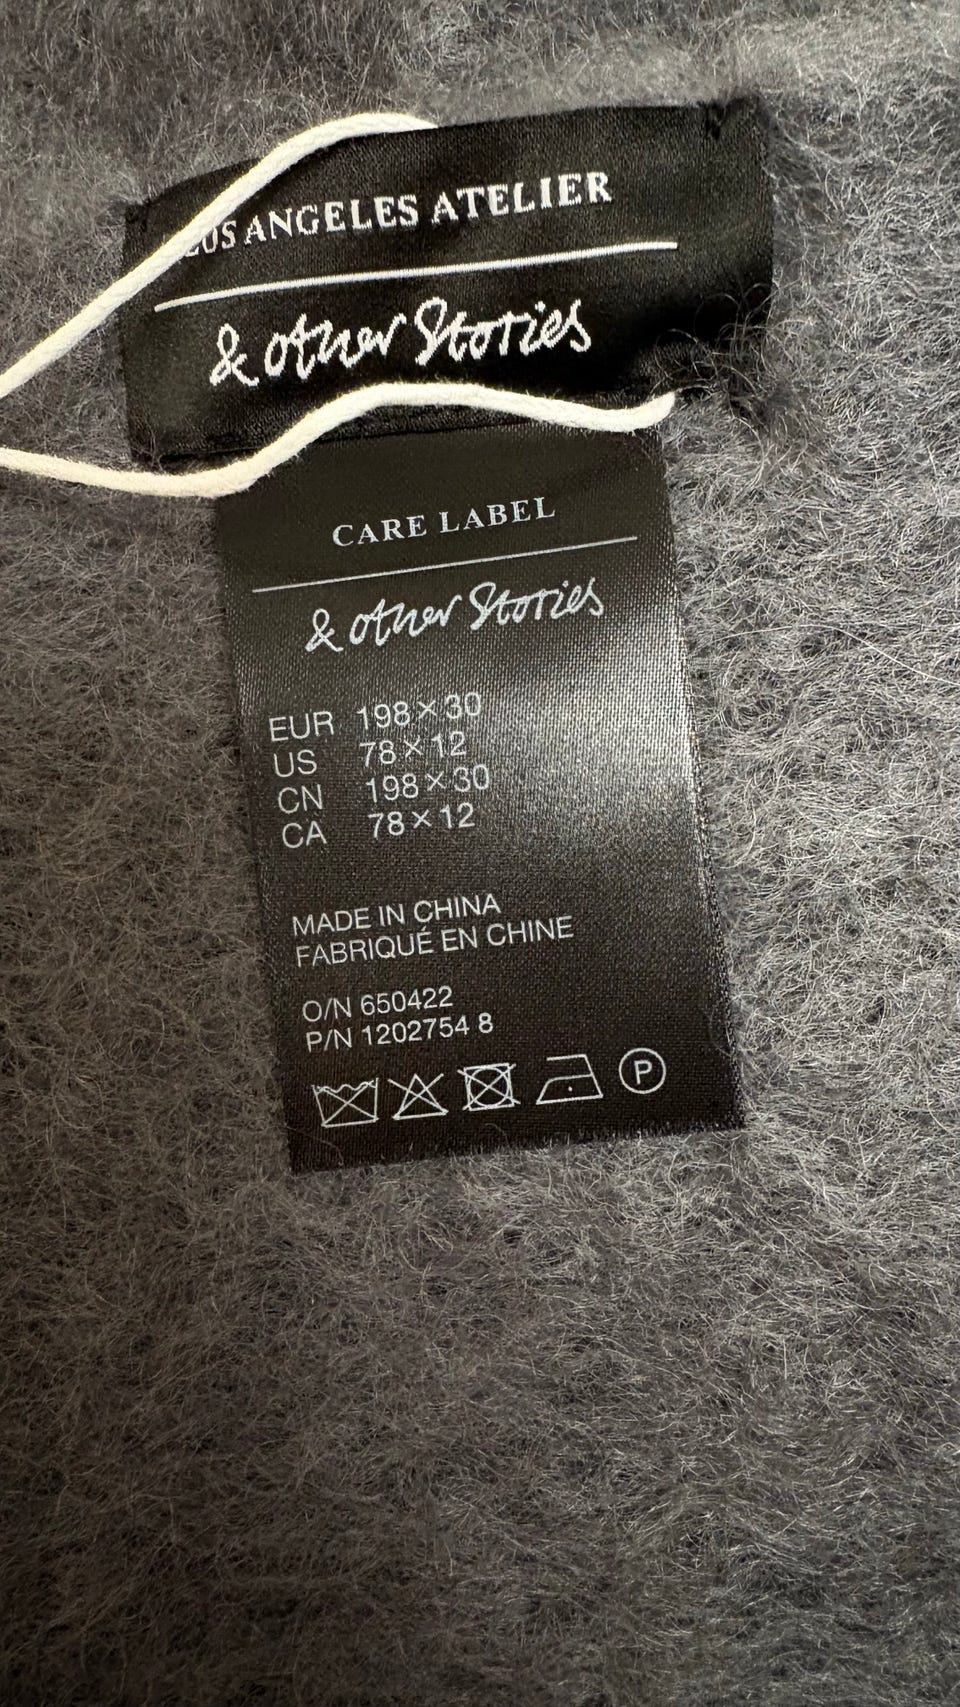 LOS ANGELES ATELIER
& other Stories
CARE LABEL
& other Stories
EUR 198×30
US 78×12
CN 198×30
CA 78×12
MADE IN CHINA
FABRIQUÉ EN CHINE
O/N 650422
P/N 1202754 8
P